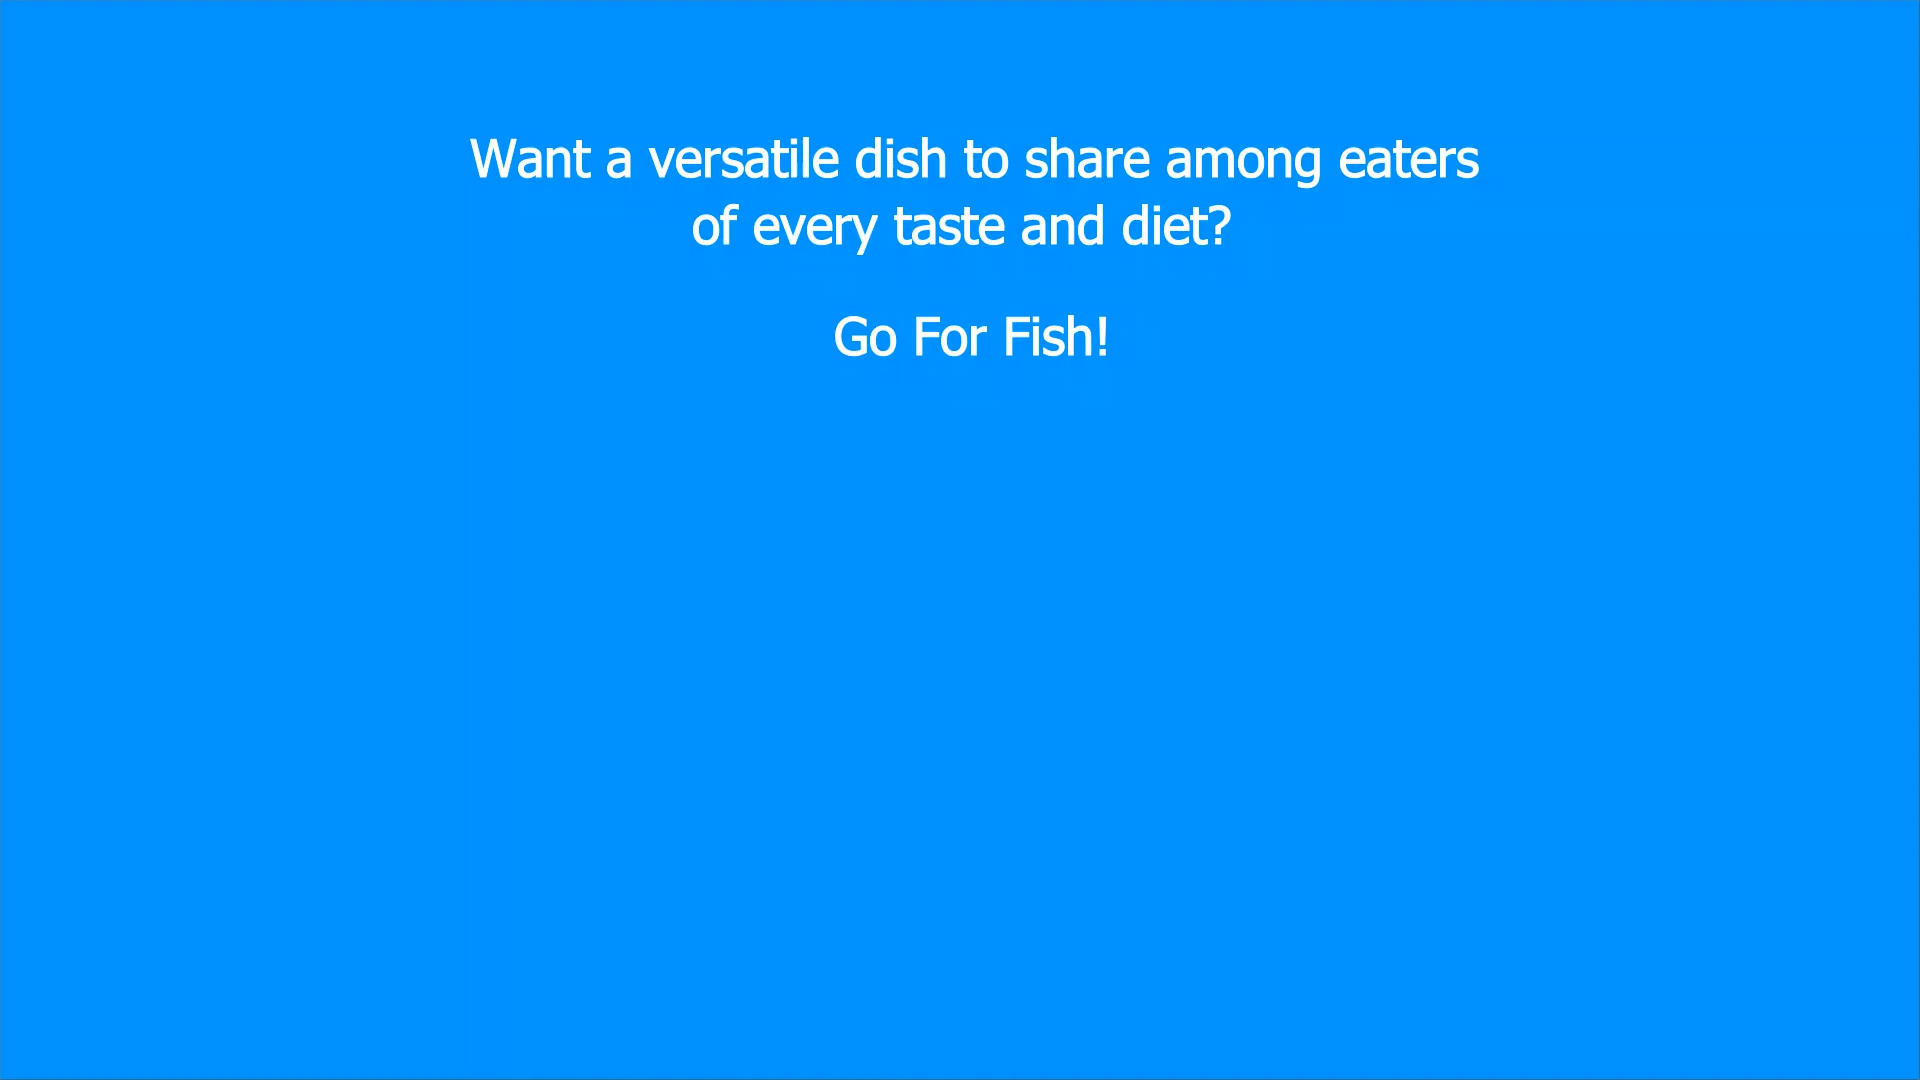 Want a versatile dish to share among eaters
of every taste and diet?
Go For Fish!